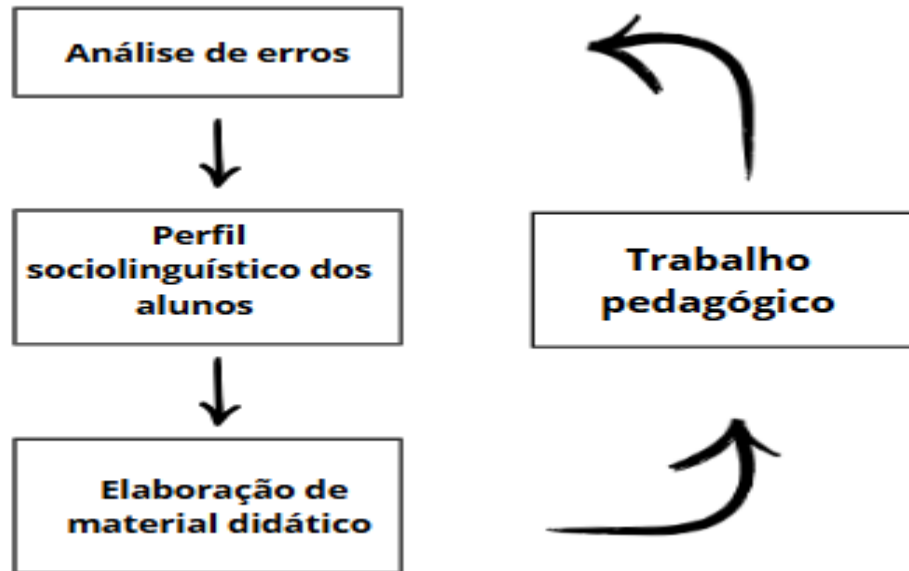 Análise de erros
Perfil
sociolinguístico dos
alunos
Elaboração de
material didático
Trabalho
pedagógico